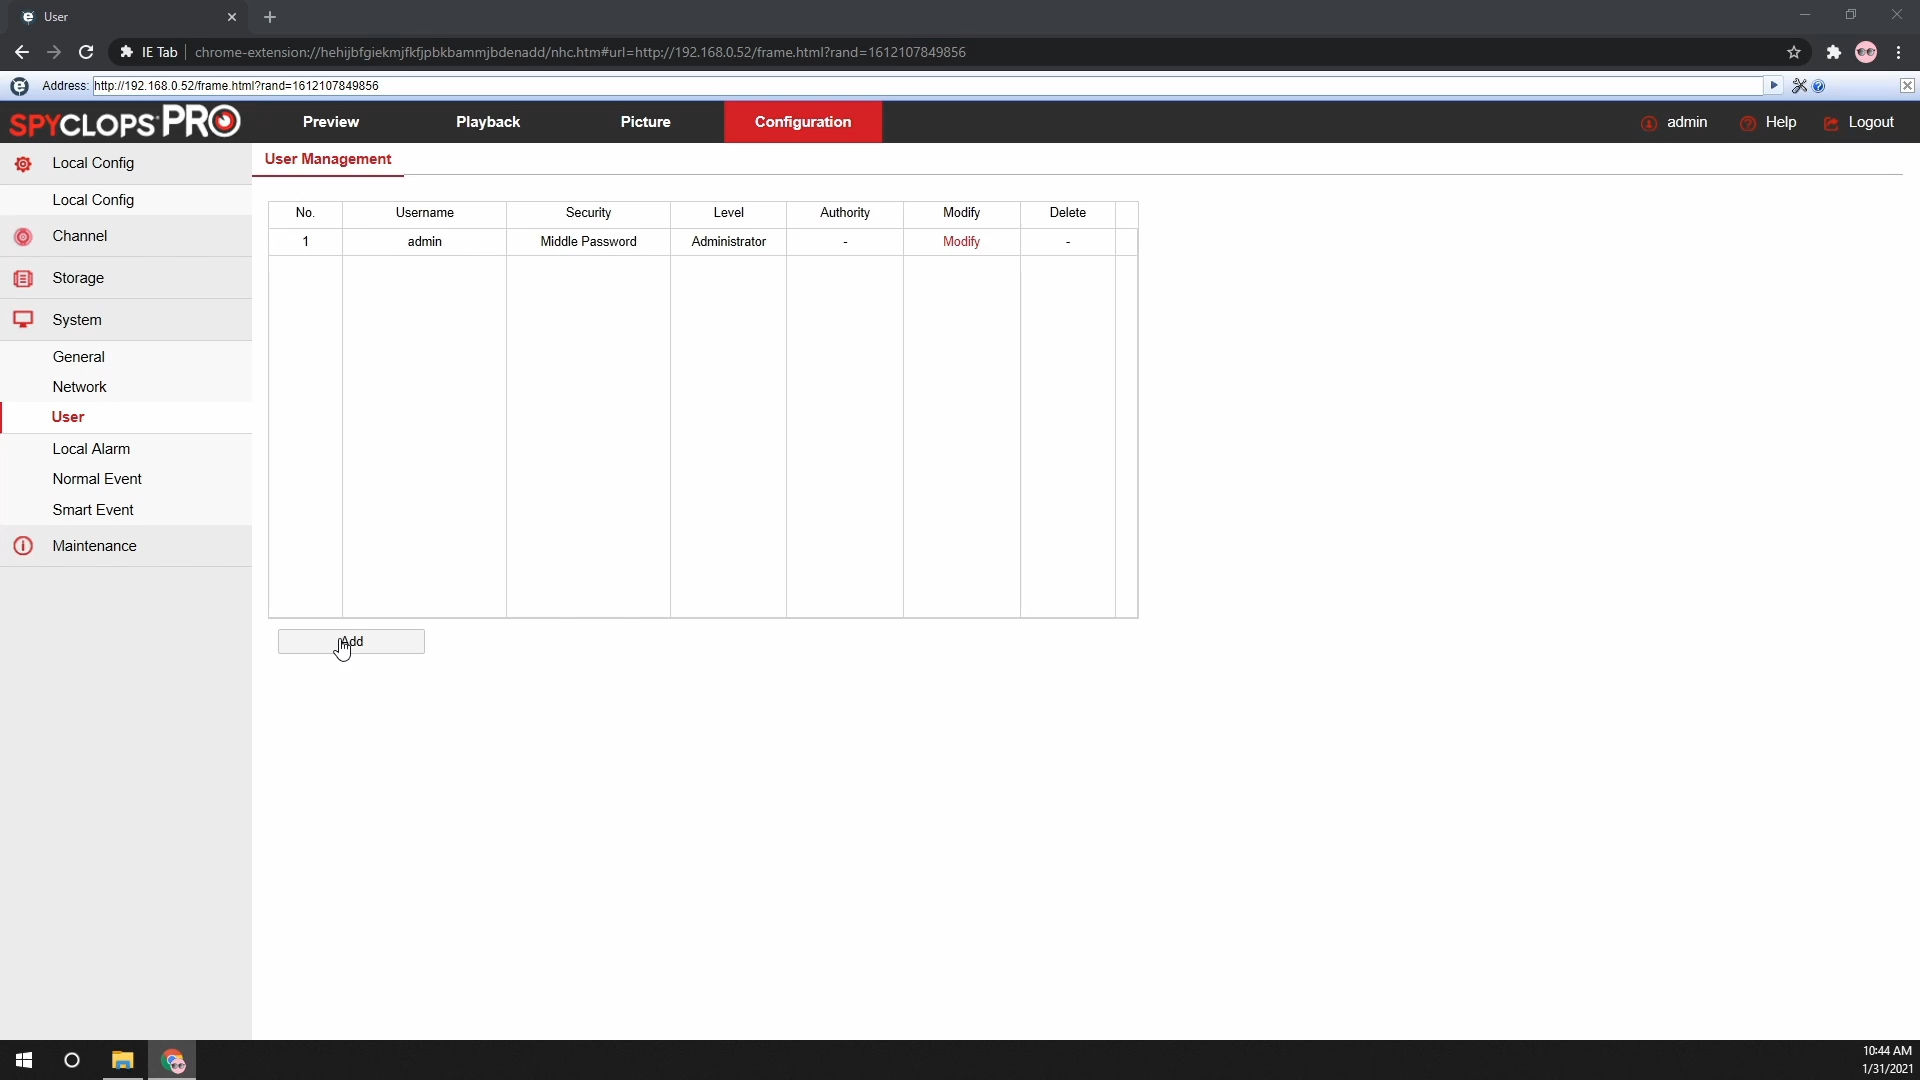 User
IE Tab chrome-extension://hehijbfgiekmjfkfjpbkbammjbdenadd/nhc.htm#url=http://192.168.0.52/frame.html?rand=1612107849856
Address: http://192.168.0.52/frame.html?rand=1612107849856
SPYCLOPS PRO Preview Playback Picture Configuration admin Help Logout
Local Config
Local Config
Channel
Storage
System
General
Network
User
Local Alarm
Normal Event
Smart Event
Maintenance
User Management
No. Username Security Level Authority Modify Delete
1 admin Middle Password Administrator - Modify -
Add
10:44 AM
1/31/2021